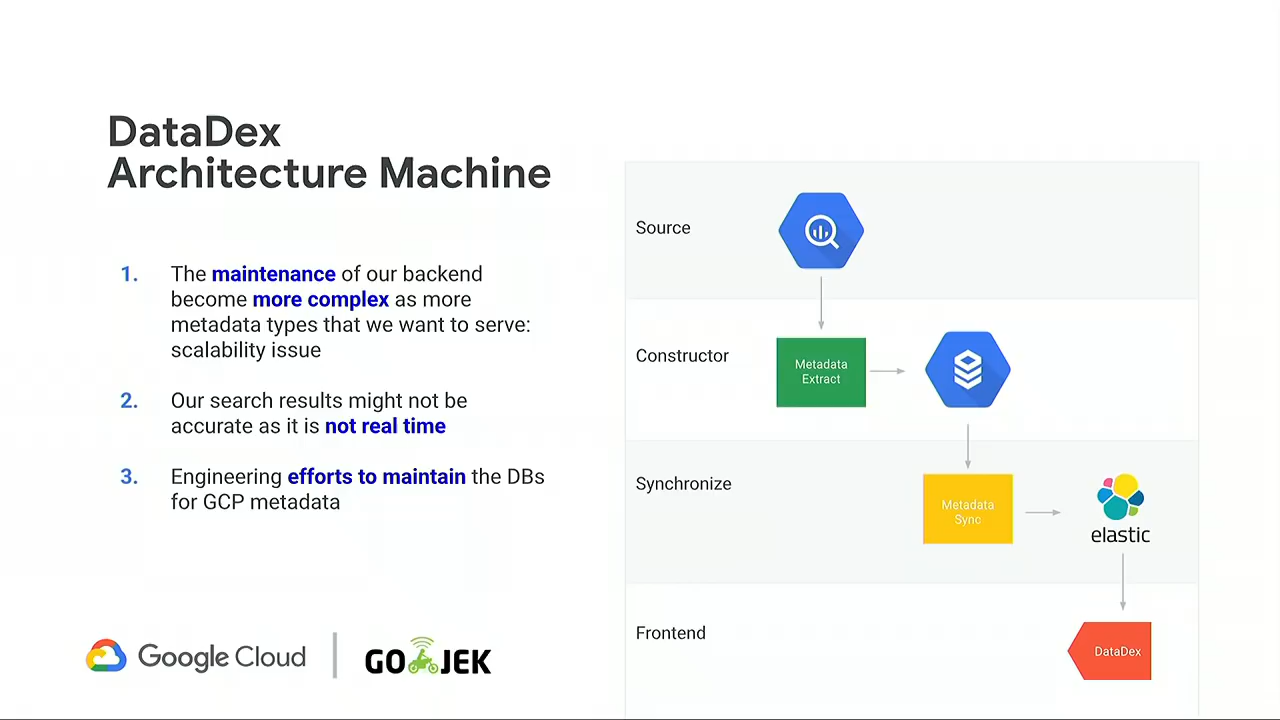 DataDex
Architecture Machine
1. The maintenance of our backend
become more complex as more
metadata types that we want to serve:
scalability issue
2. Our search results might not be
accurate as it is not real time
3. Engineering efforts to maintain the DBs
for GCP metadata
Google Cloud
GO JEK
Source
Constructor
Metadata
Extract
Synchronize
Metadata
Sync
elastic
Frontend
DataDex